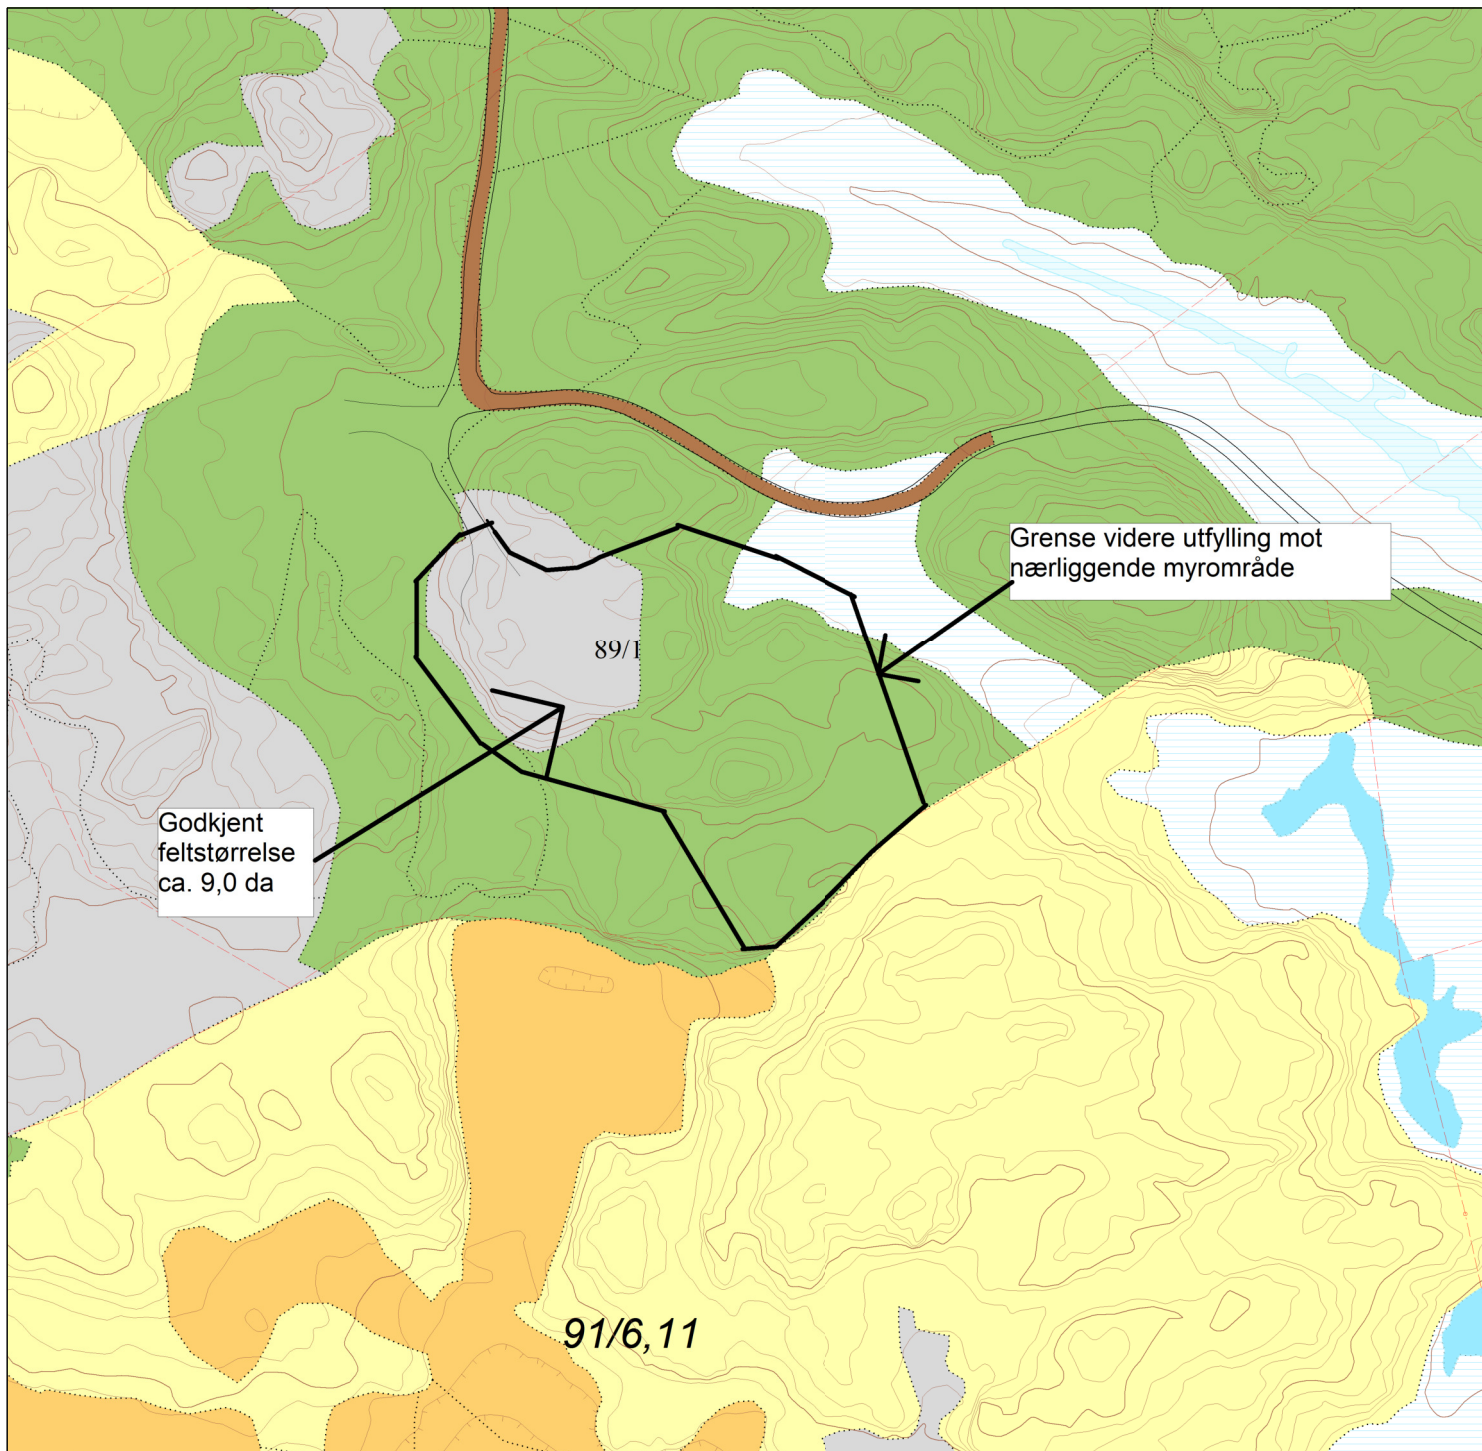 Grense videre utfylling mot
nærliggende myrområde
89/1
Godkjent
feltstørrelse
ca. 9,0 da
91/6,11